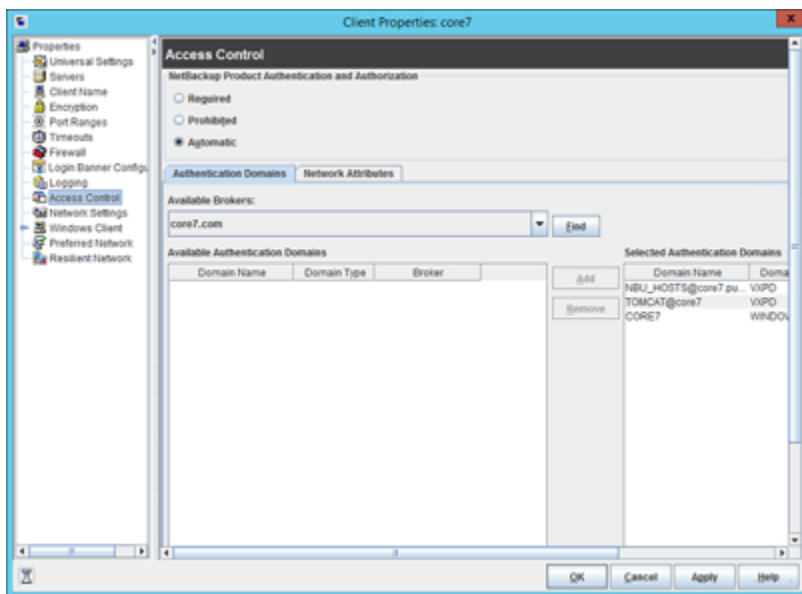 Client Properties: core7
Properties
Universal Settings
Servers
Client Name
Encryption
Port Ranges
Timeouts
Firewall
Login Banner Configu
Logging
Access Control
Network Settings
Windows Client
Preferred Network
Resilient Network
Access Control
NetBackup Product Authentication and Authorization
Required
Prohibited
Automatic
Authentication Domains Network Attributes
Available Brokers:
core7.com Find
Available Authentication Domains
Domain Name Domain Type Broker
Add
Remove
Selected Authentication Domains
Domain Name Doma
NBU_HOSTS@core7.pu... VXPD
TOMCAT@core7 VXPD
CORE7 WINDOV
OK Cancel Apply Help